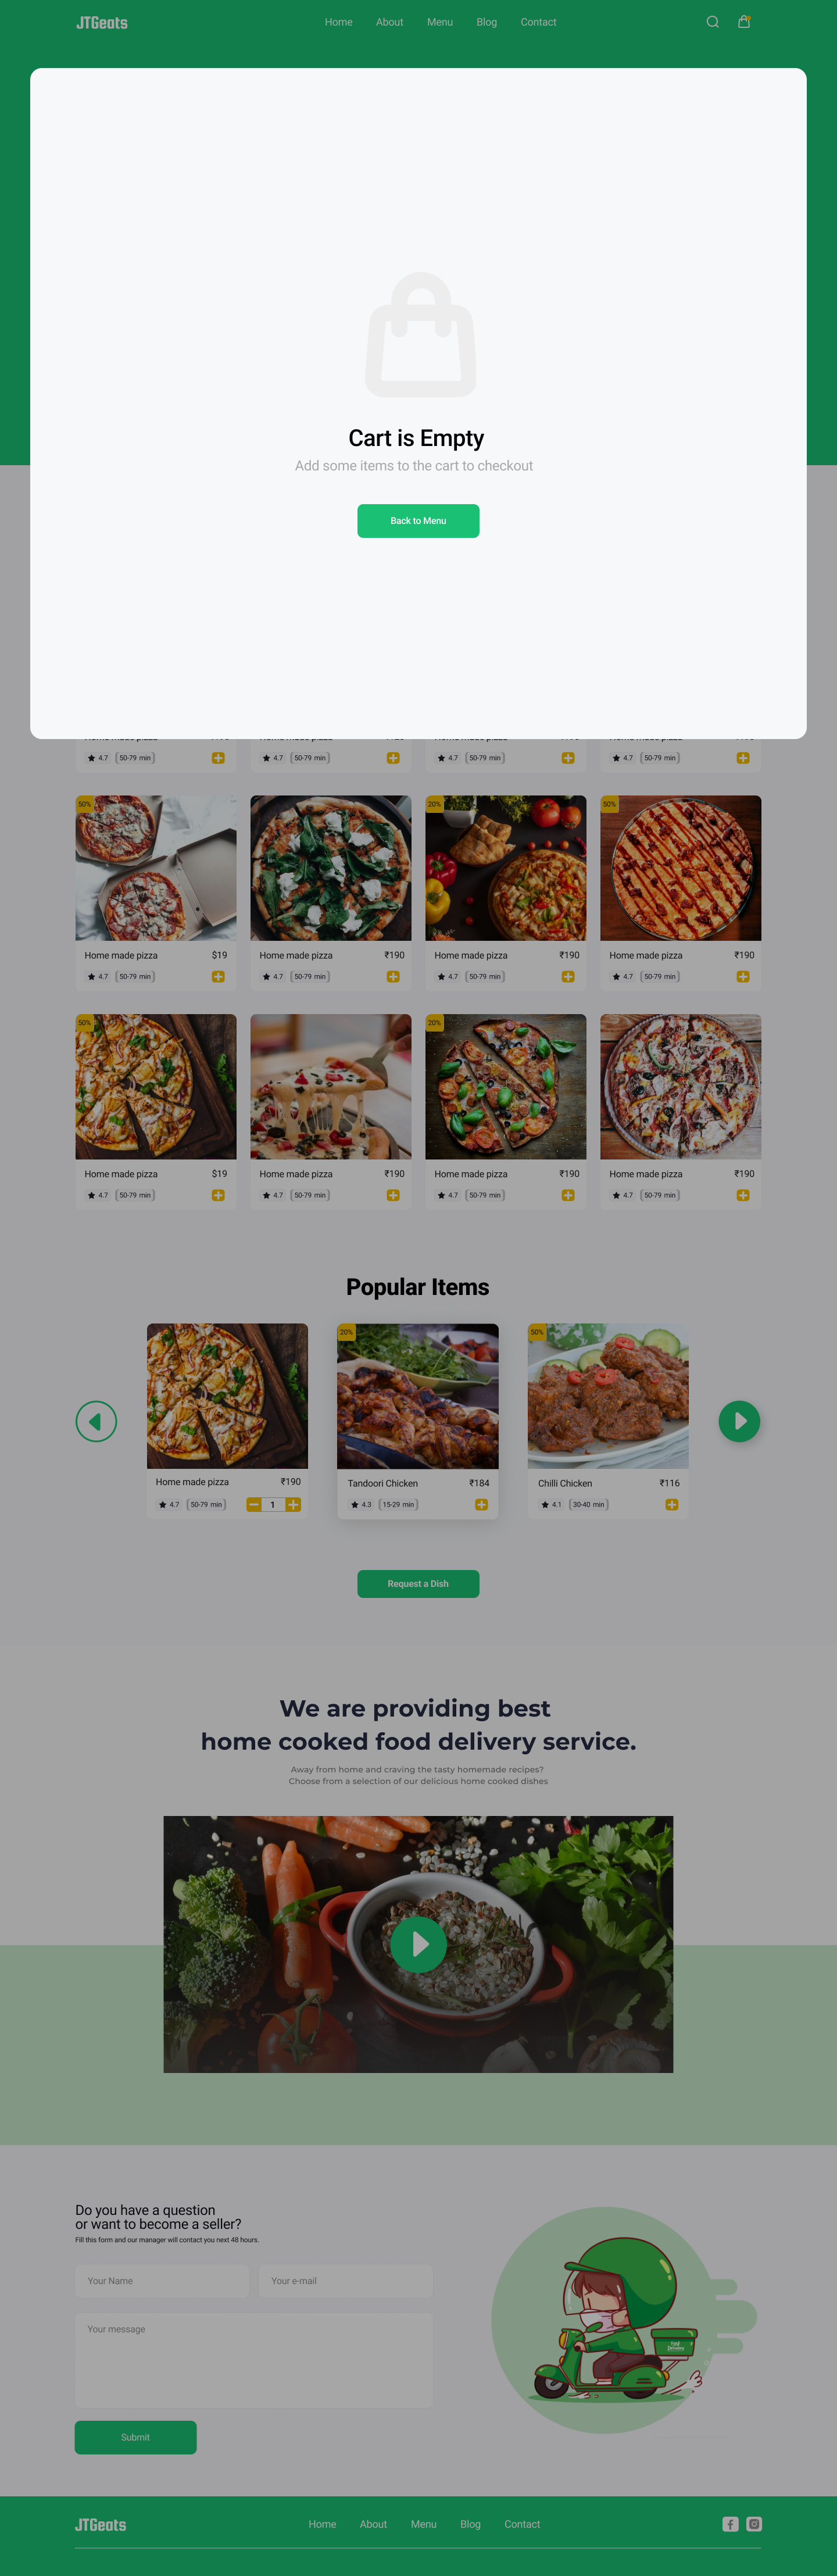 JTGeats
Home About Menu Blog Contact
Cart is Empty
Add some items to the cart to checkout
Back to Menu
4.7 50-79 min
4.7 50-79 min
4.7 50-79 min
4.7 50-79 min
50%
20%
50%
Home made pizza $19
Home made pizza ₹190
Home made pizza ₹190
Home made pizza ₹190
4.7 50-79 min
4.7 50-79 min
4.7 50-79 min
4.7 50-79 min
50%
20%
Home made pizza $19
Home made pizza ₹190
Home made pizza ₹190
Home made pizza ₹190
4.7 50-79 min
4.7 50-79 min
4.7 50-79 min
4.7 50-79 min
Popular Items
20%
50%
Home made pizza ₹190
Tandoori Chicken ₹184
Chilli Chicken ₹116
4.7 50-79 min 1
4.3 15-29 min
4.1 30-40 min
Request a Dish
We are providing best
home cooked food delivery service.
Away from home and craving the tasty homemade recipes?
Choose from a selection of our delicious home cooked dishes
Do you have a question
or want to become a seller?
Fill this form and our manager will contact you next 48 hours.
Your Name
Your e-mail
Your message
Submit
JTGeats
Home About Menu Blog Contact